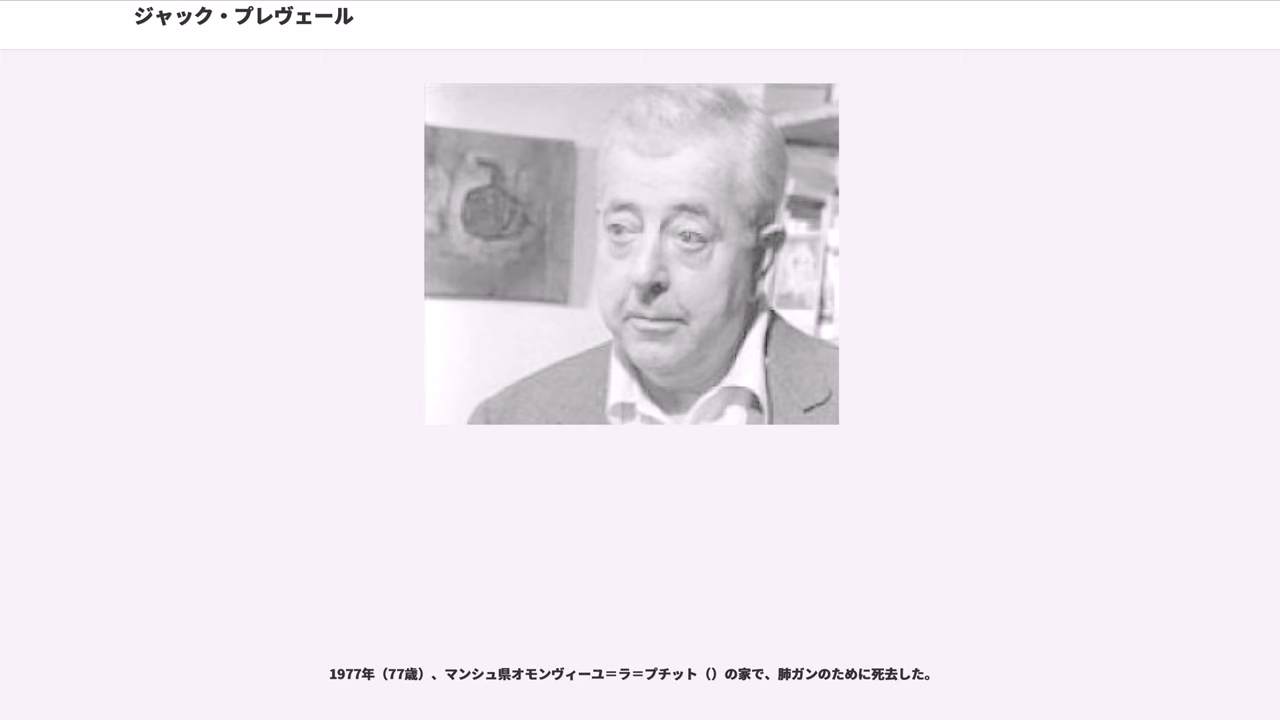 ジャック・プレヴェール
1977年（77歳）、マンシュ県オモンヴィーユ＝ラ＝プチット（）の家で、肺ガンのために死去した。